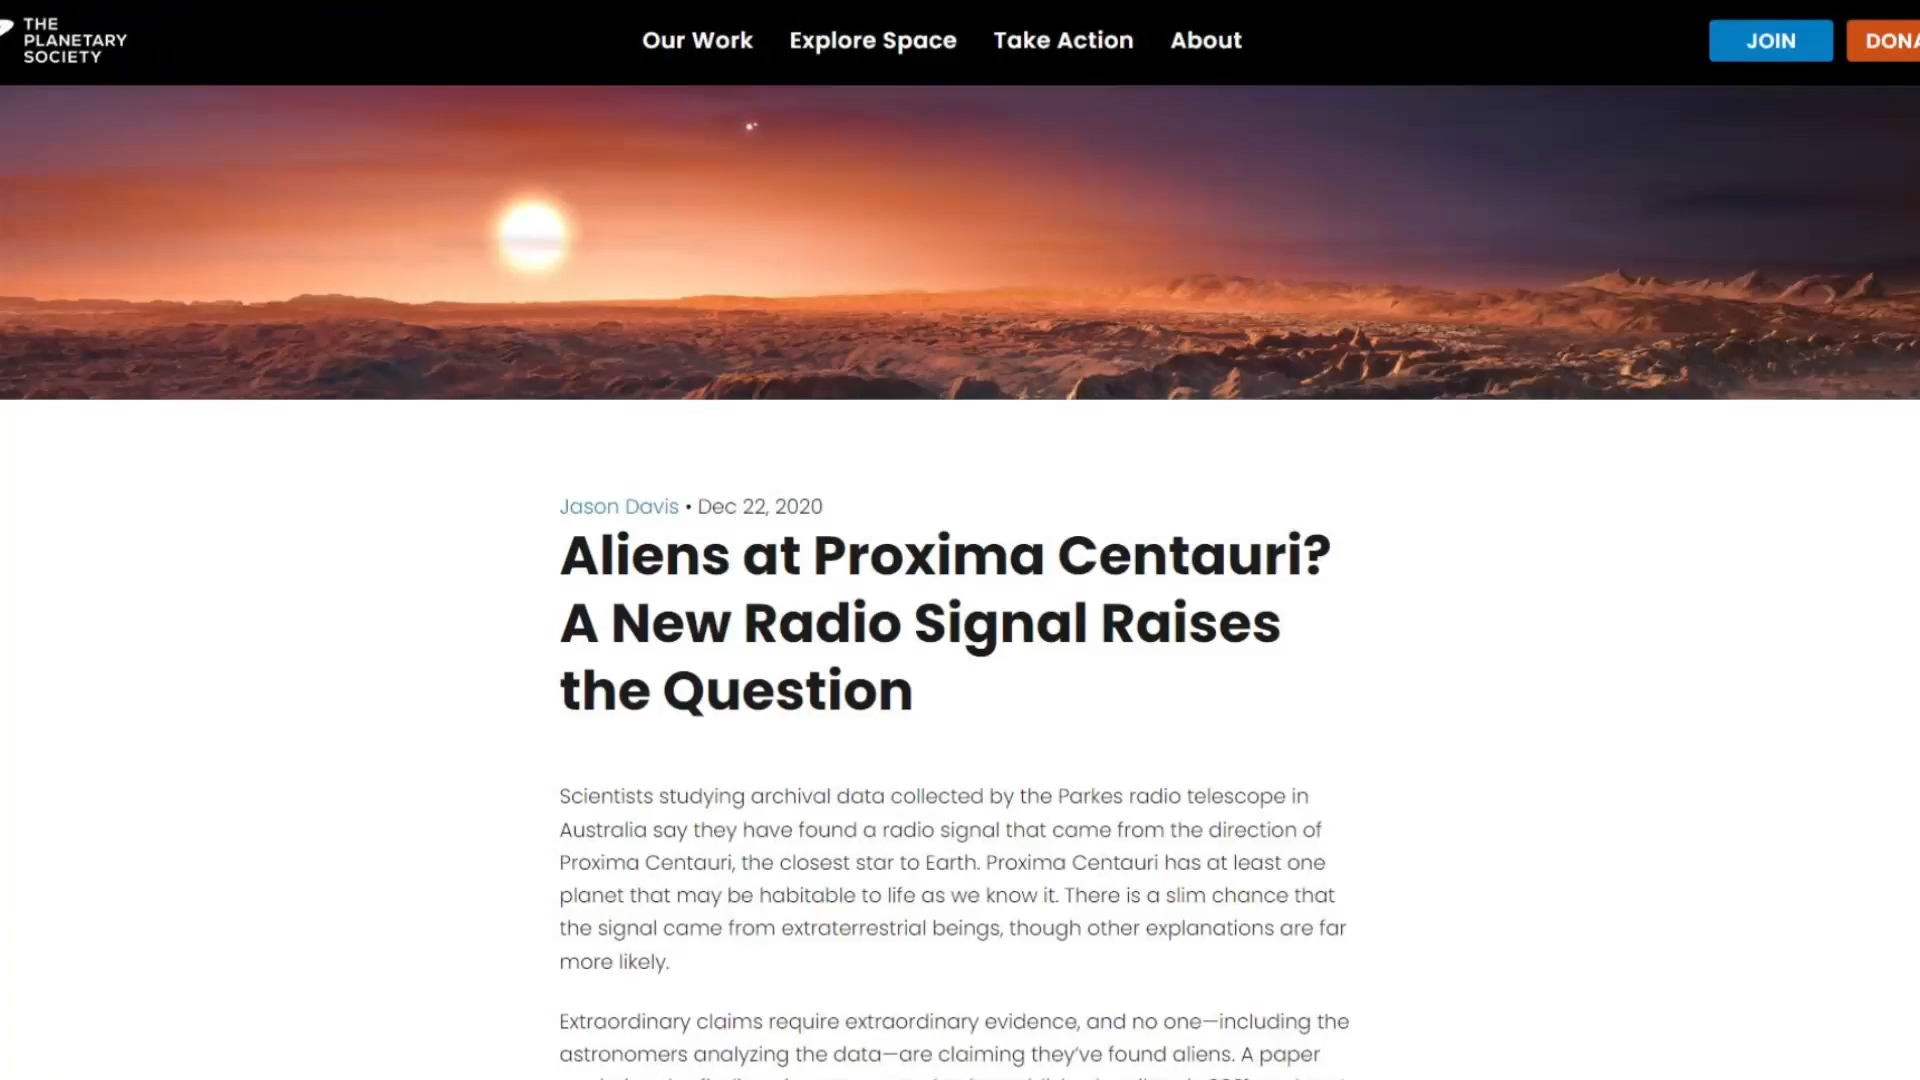 THE
PLANETARY
SOCIETY
Our Work Explore Space Take Action About
JOIN
Jason Davis • Dec 22, 2020
Aliens at Proxima Centauri?
A New Radio Signal Raises
the Question
Scientists studying archival data collected by the Parkes radio telescope in
Australia say they have found a radio signal that came from the direction of
Proxima Centauri, the closest star to Earth. Proxima Centauri has at least one
planet that may be habitable to life as we know it. There is a slim chance that
the signal came from extraterrestrial beings, though other explanations are far
more likely.
Extraordinary claims require extraordinary evidence, and no one—including the
astronomers analyzing the data—are claiming they've found aliens. A paper